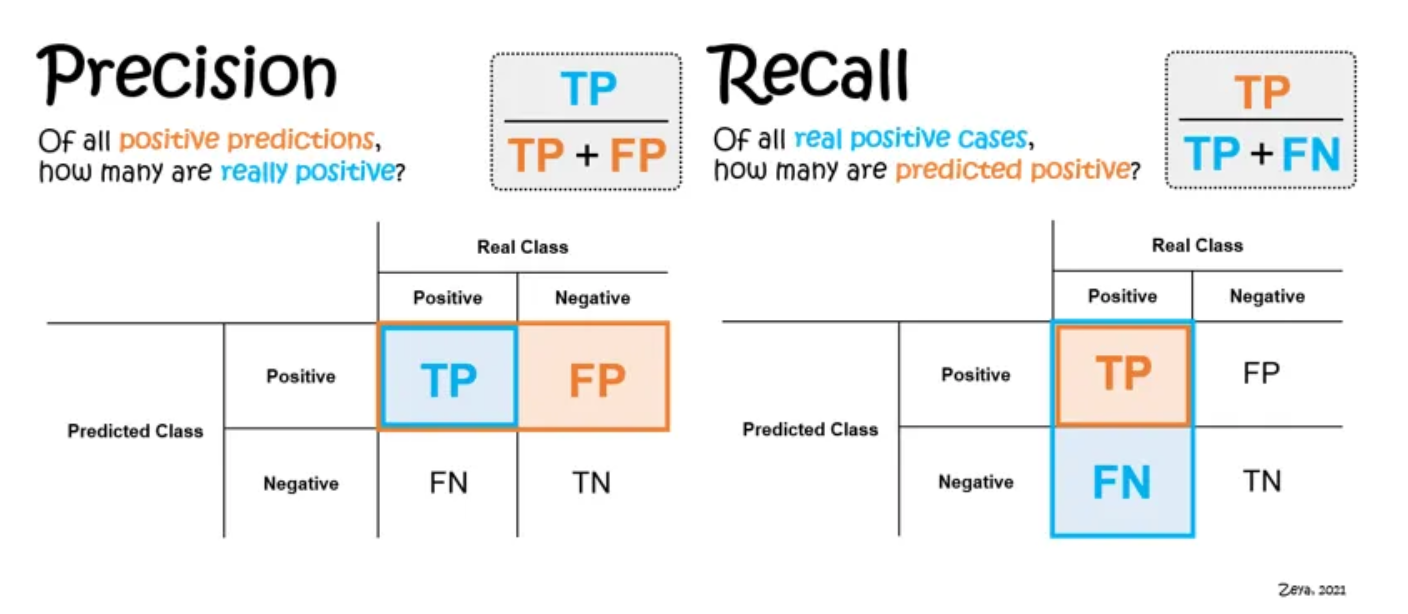 Precision
Of all positive predictions,
how many are really positive?
TP
TP + FP
Real Class
Positive Negative
Predicted Class
Positive TP FP
Negative FN TN
Recall
Of all real positive cases,
how many are predicted positive?
TP
TP + FN
Real Class
Positive Negative
Predicted Class
Positive TP FP
Negative FN TN
Zeya, 2021